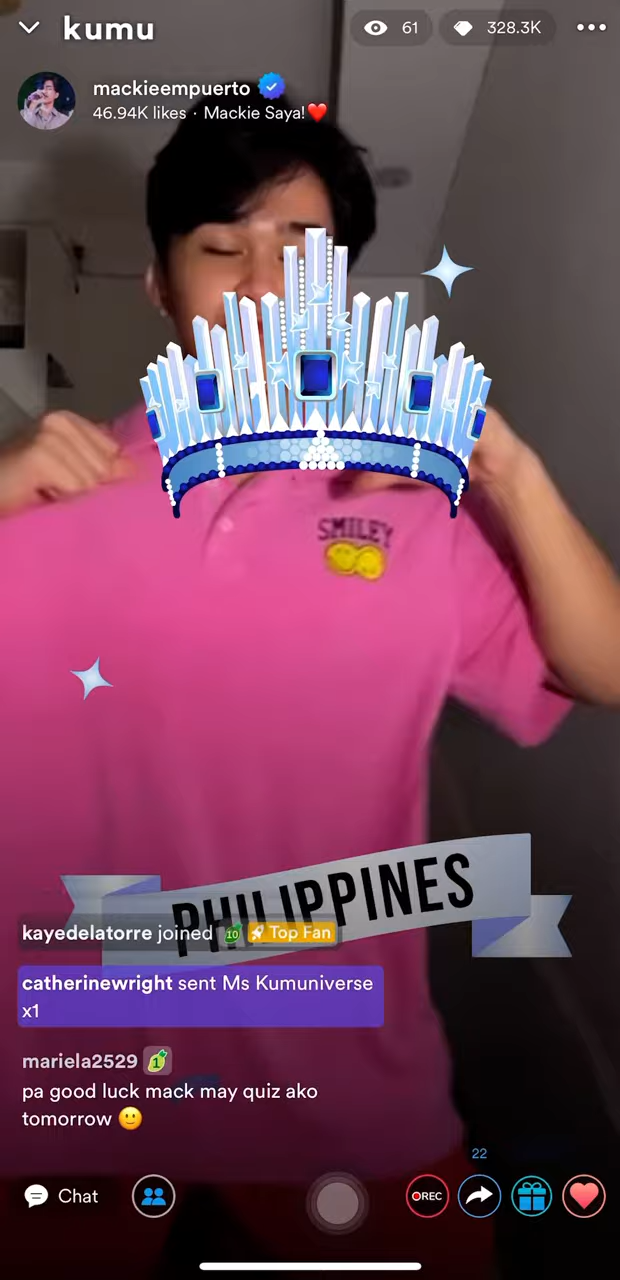 kumu
61
328.3K
mackieempuerto
46.94K likes · Mackie Saya!❤️
SMILEY
PHILIPPINES
kayedelatorre joined 10 Top Fan
catherinewright sent Ms Kumuniverse
x1
mariela2529 1
pa good luck mack may quiz ako
tomorrow 🙂
22
Chat
REC